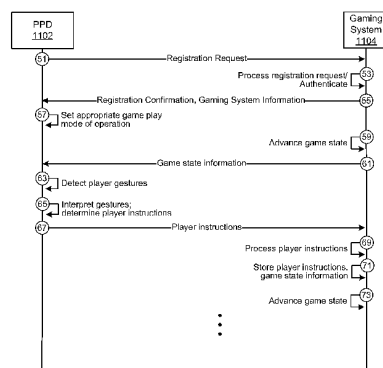 PPD
1102
Gaming
System
1104
51
Registration Request
Process registration request/
Authenticate
53
Registration Confirmation, Gaming System Information
55
57
Set appropriate game play
mode of operation
Advance game state
59
Game state information
61
63
Detect player gestures
65
Interpret gestures;
determine player instructions
67
Player instructions
Process player instructions
69
Store player instructions,
game state information
71
Advance game state
73